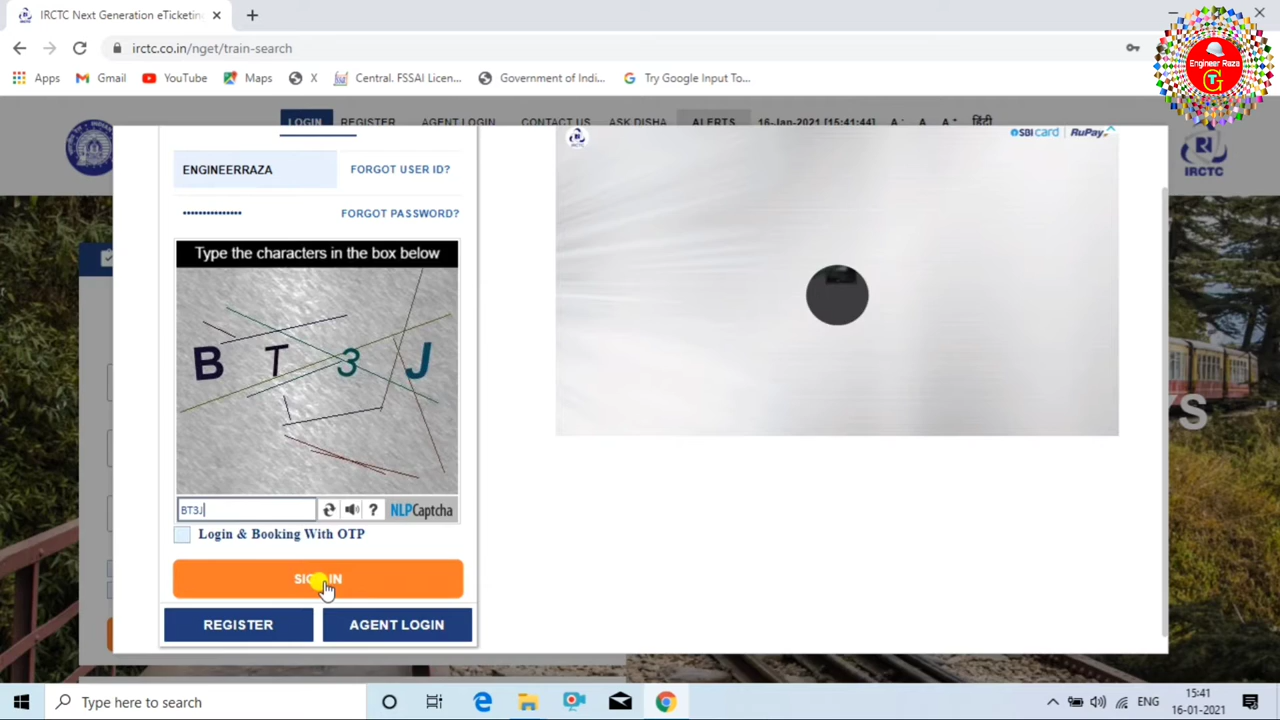 IRCTC Next Generation eTicketin
irctc.co.in/nget/train-search
Apps Gmail YouTube Maps X Central. FSSAI Licen... Government of Indi... Try Google Input To...
Engineer Raza
LOGIN REGISTER AGENT LOGIN CONTACT US ASK DISHA ALERTS 16-Jan-2021 [15:41:44] A A A हिंदी
SBI card RuPay
IRCTC
ENGINEERRAZA FORGOT USER ID?
FORGOT PASSWORD?
Type the characters in the box below
B T 3 J
BT3J ? NLPCaptcha
Login & Booking With OTP
SIGN IN
REGISTER AGENT LOGIN
YS
Type here to search
ENG
15:41
16-01-2021